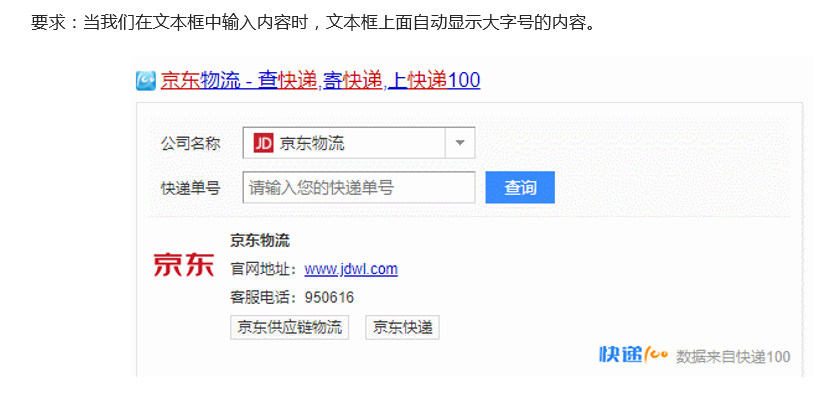 要求：当我们在文本框中输入内容时，文本框上面自动显示大字号的内容。
京东物流 - 查快递,寄快递,上快递100
公司名称 JD 京东物流
快递单号 请输入您的快递单号 查询
京东物流
京东 官网地址：www.jdwl.com
客服电话：950616
京东供应链物流 京东快递
快递100 数据来自快递100